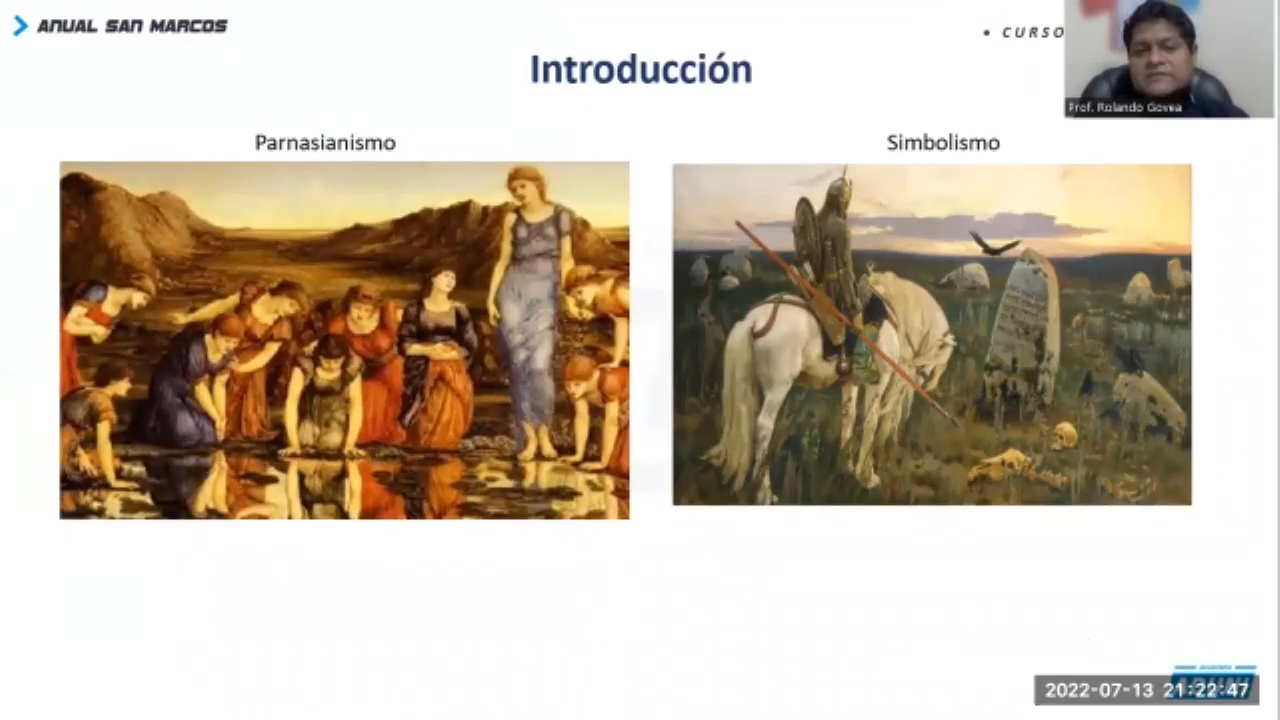 ANUAL SAN MARCOS
• CURSO
Introducción
Prof. Rolando Govea
Parnasianismo
Simbolismo
2022-07-13 21:22:47